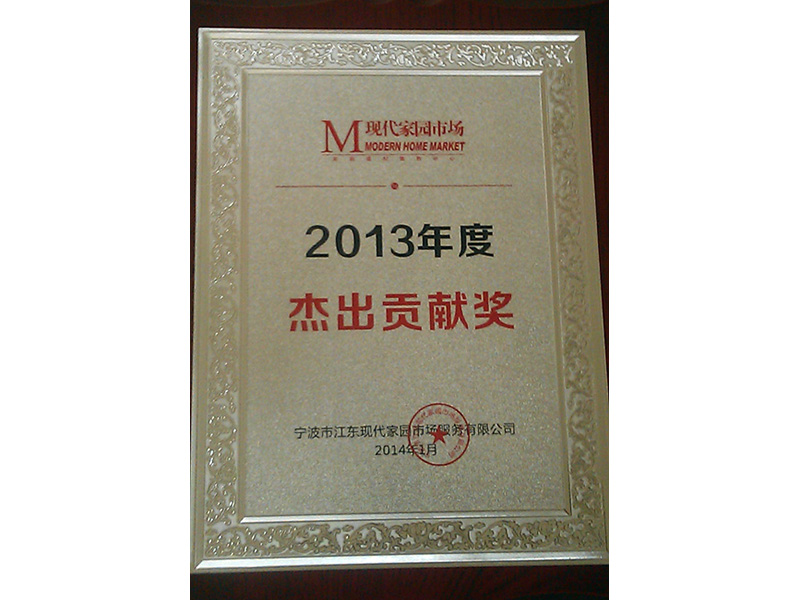 M 现代家园市场
MODERN HOME MARKET
2013年度
杰出贡献奖
宁波市江东现代家园市场服务有限公司
2014年1月